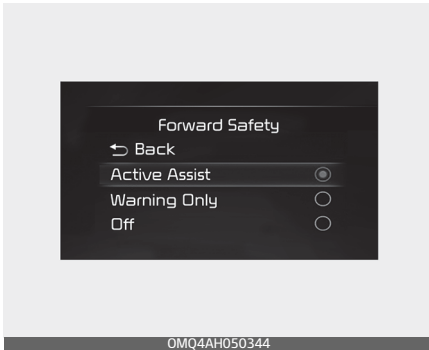 Forward Safety
Back
Active Assist
Warning Only
Off
OMQ4AH050344